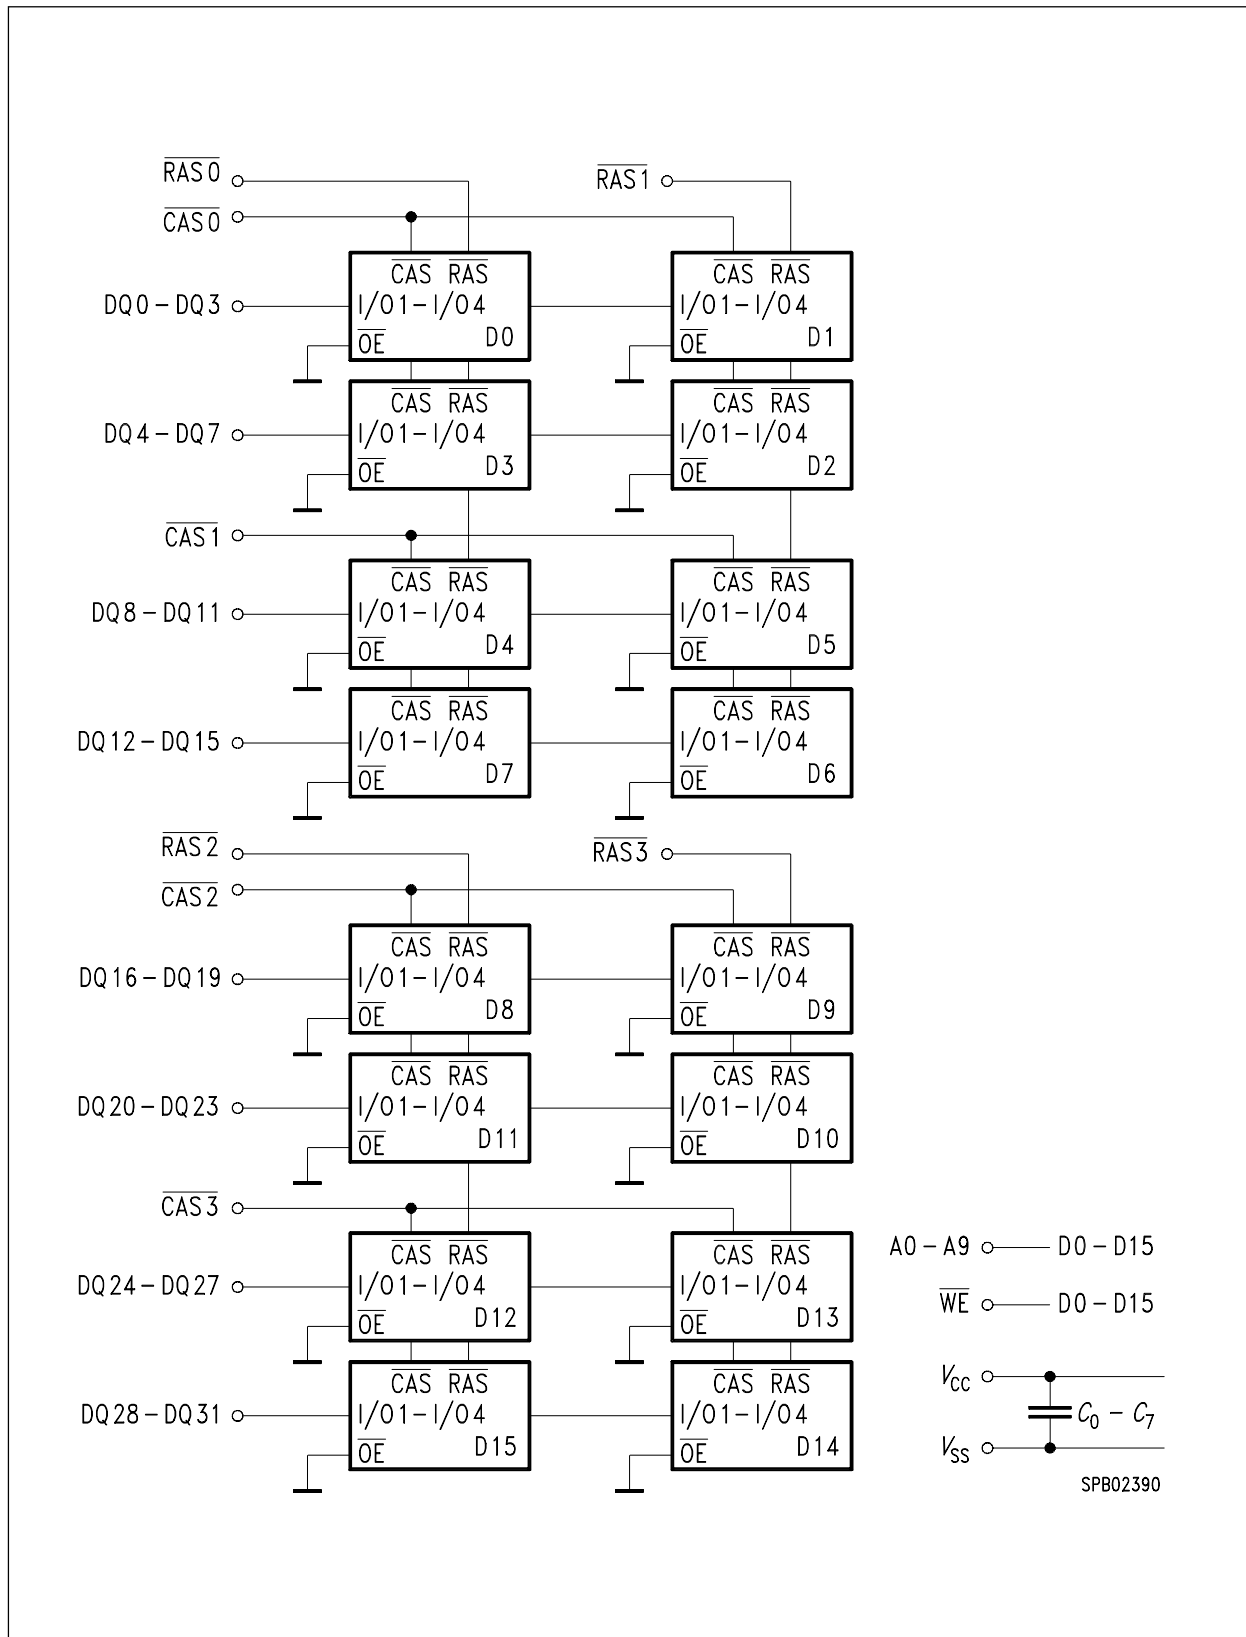 RAS0
RAS1
CAS0
CAS RAS
CAS RAS
DQ0-DQ3
I/O1-I/O4
I/O1-I/O4
OE
D0
OE
D1
CAS RAS
CAS RAS
DQ4-DQ7
I/O1-I/O4
I/O1-I/O4
OE
D3
OE
D2
CAS1
CAS RAS
CAS RAS
DQ8-DQ11
I/O1-I/O4
I/O1-I/O4
OE
D4
OE
D5
CAS RAS
CAS RAS
DQ12-DQ15
I/O1-I/O4
I/O1-I/O4
OE
D7
OE
D6
RAS2
RAS3
CAS2
CAS RAS
CAS RAS
DQ16-DQ19
I/O1-I/O4
I/O1-I/O4
OE
D8
OE
D9
CAS RAS
CAS RAS
DQ20-DQ23
I/O1-I/O4
I/O1-I/O4
OE
D11
OE
D10
CAS3
CAS RAS
CAS RAS
DQ24-DQ27
I/O1-I/O4
I/O1-I/O4
OE
D12
OE
D13
CAS RAS
CAS RAS
DQ28-DQ31
I/O1-I/O4
I/O1-I/O4
OE
D15
OE
D14
A0-A9
D0-D15
WE
D0-D15
VCC
C0 - C7
VSS
SPB02390